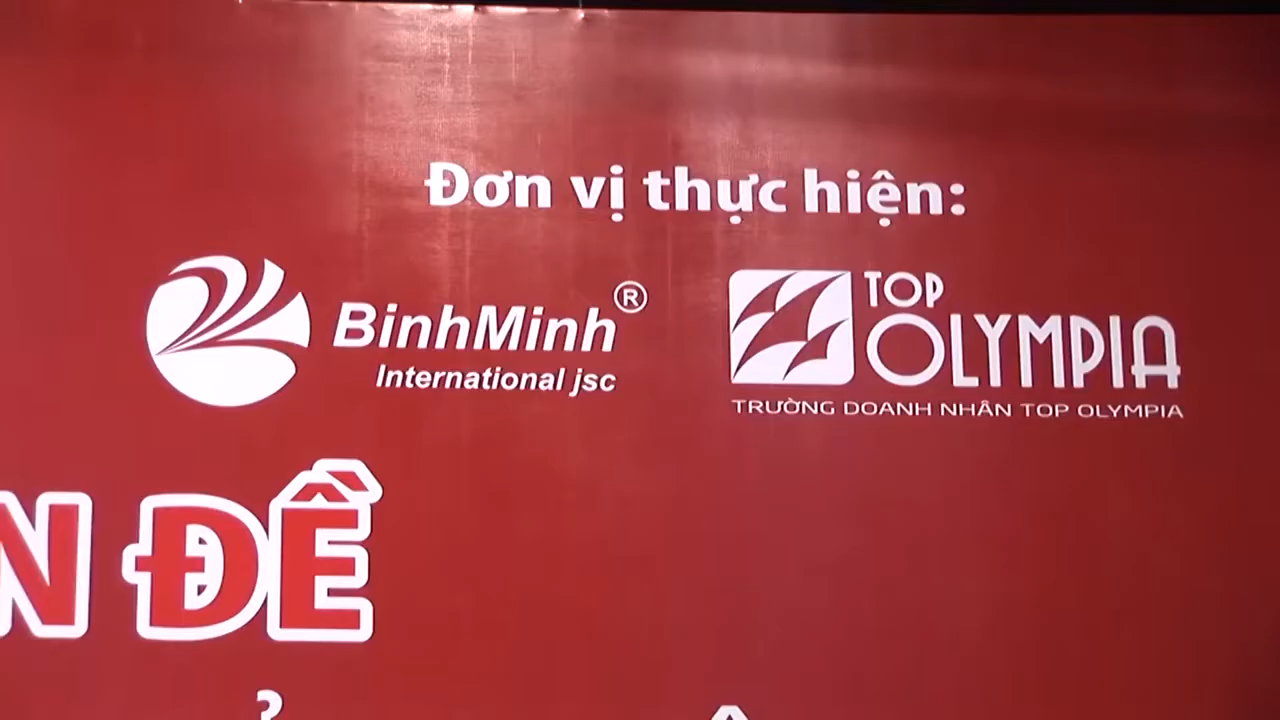 Đơn vị thực hiện:
BinhMinh®
International jsc
TOP
OLYMPIA
TRƯỜNG DOANH NHÂN TOP OLYMPIA
N ĐỀ